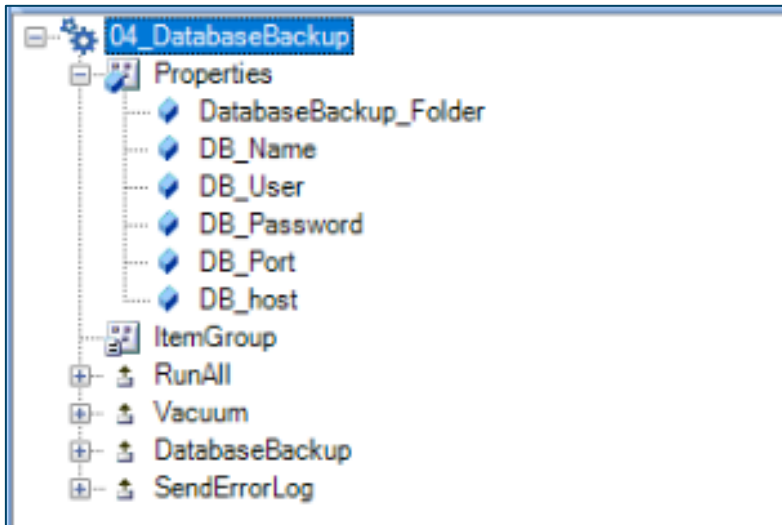 04_DatabaseBackup
Properties
DatabaseBackup_Folder
DB_Name
DB_User
DB_Password
DB_Port
DB_host
ItemGroup
RunAll
Vacuum
DatabaseBackup
SendErrorLog